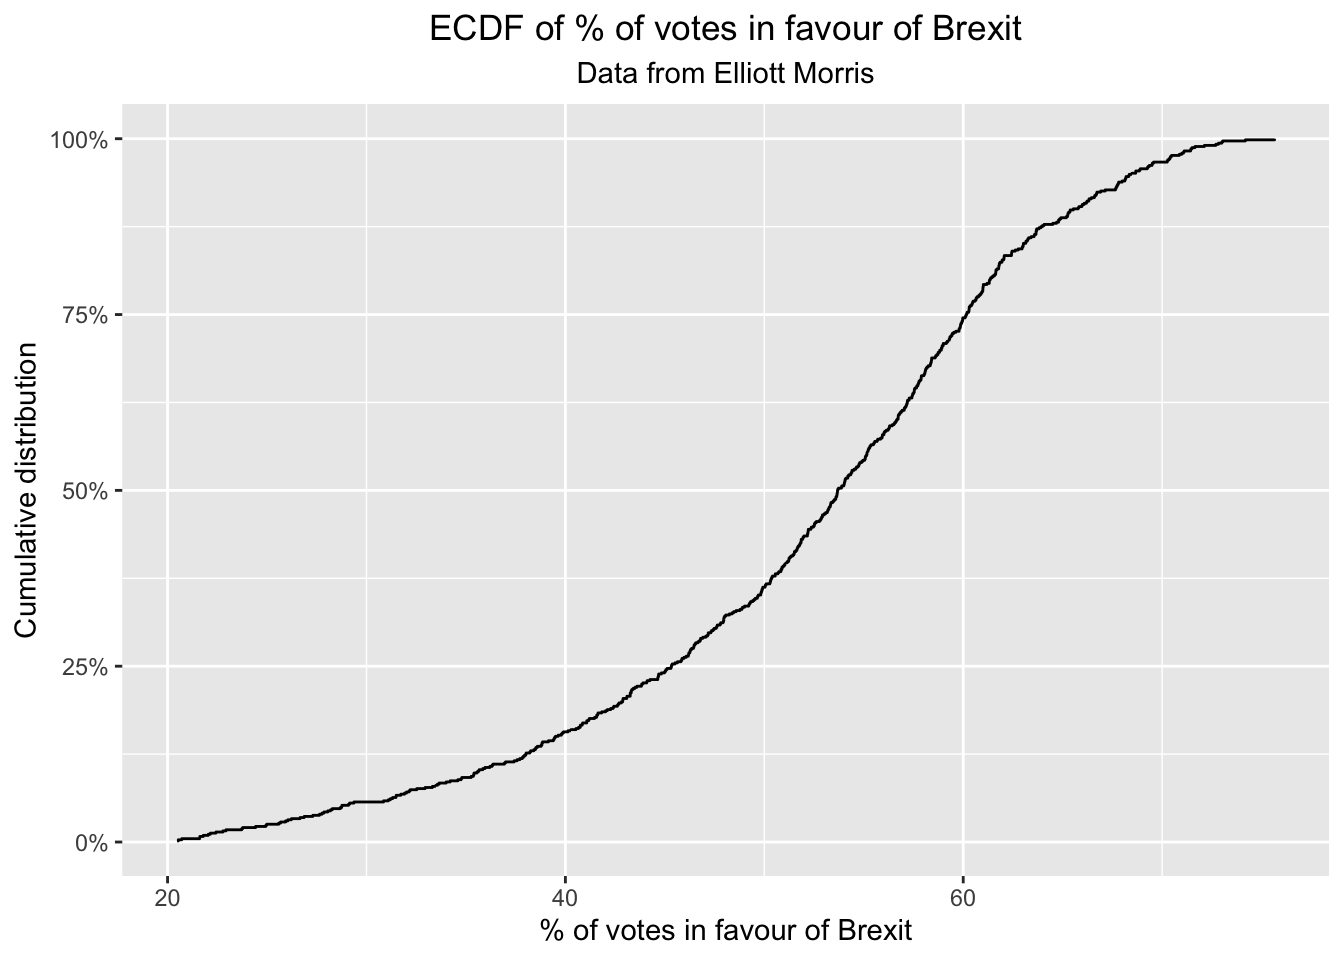 ECDF of % of votes in favour of Brexit
Data from Elliott Morris
100%
75%
50%
25%
0%
Cumulative distribution
20
40
60
% of votes in favour of Brexit